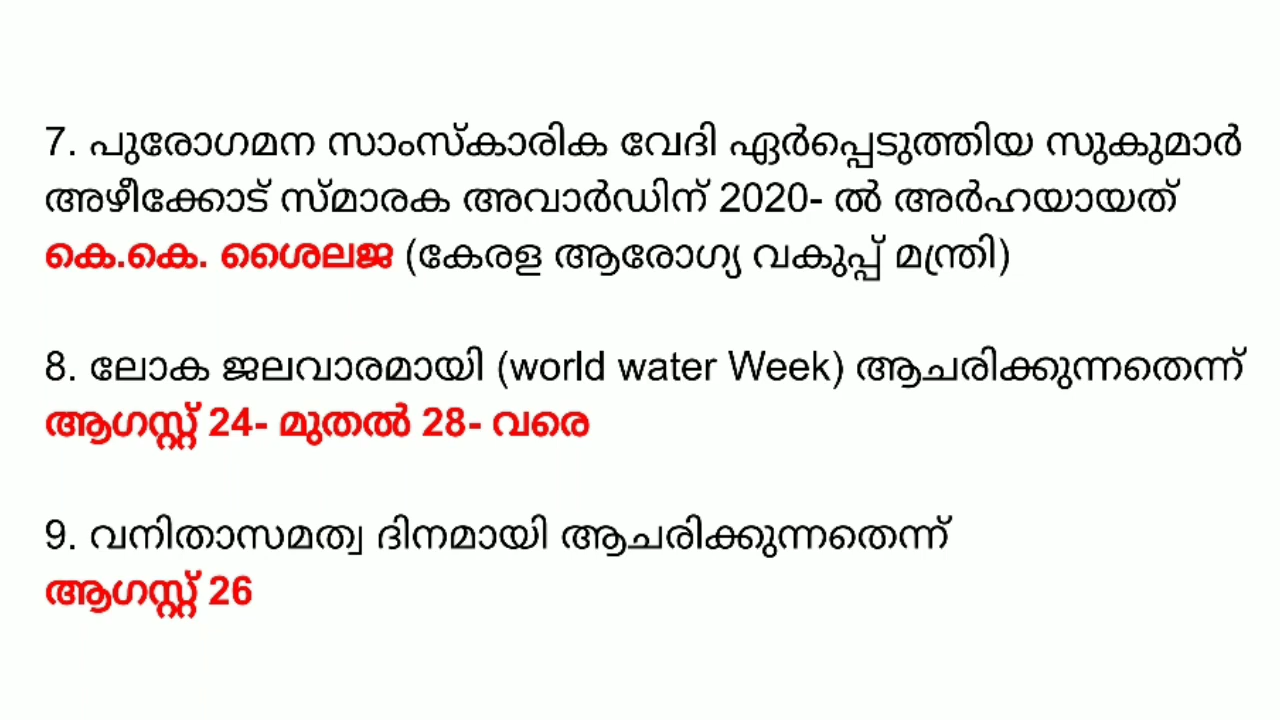 7. പുരോഗമന സാംസ്കാരിക വേദി ഏർപ്പെടുത്തിയ സുകുമാർ
അഴീക്കോട് സ്മാരക അവാർഡിന് 2020- ൽ അർഹയായത്
കെ.കെ. ശൈലജ (കേരള ആരോഗ്യ വകുപ്പ് മന്ത്രി)
8. ലോക ജലവാരമായി (world water Week) ആചരിക്കുന്നതെന്ന്
ആഗസ്റ്റ് 24- മുതൽ 28- വരെ
9. വനിതാസമത്വ ദിനമായി ആചരിക്കുന്നതെന്ന്
ആഗസ്റ്റ് 26